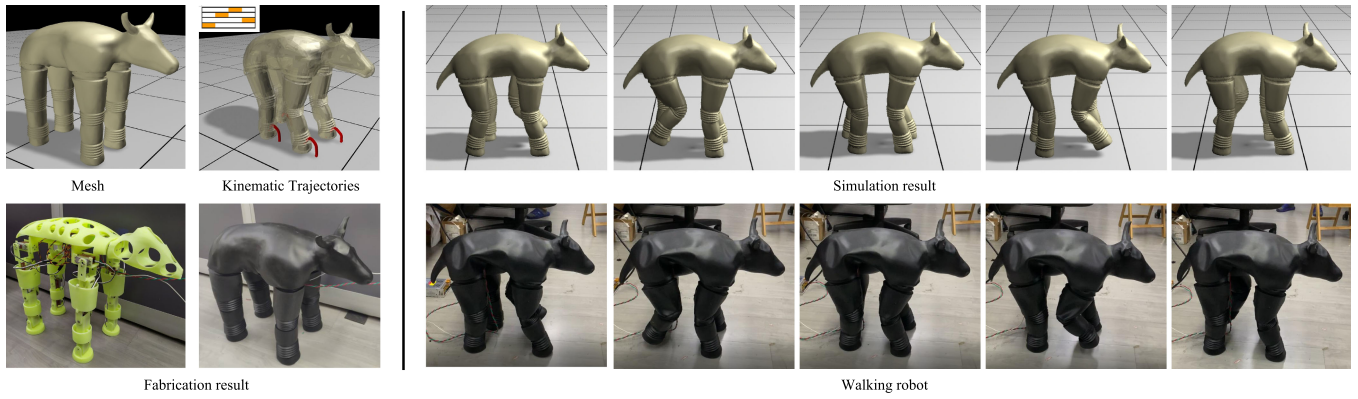 Mesh
Kinematic Trajectories
Simulation result
Fabrication result
Walking robot